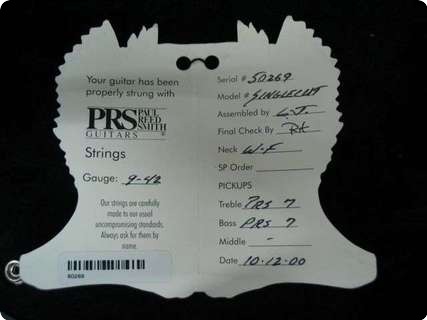 Your guitar has been
properly strung with
PRS PAUL
REED
SMITH
GUITARS ®
Strings
Gauge: 9-42
Our strings are carefully
made to our usual
uncompromising standards.
Always ask for them by
name.
Serial # 50269
Model # SINGLECUT
Assembled by L.J.
Final Check By RK
Neck W-F
SP Order
PICKUPS
Treble PRS 7
Bass PRS 7
Middle -
Date 10-12-00
50269